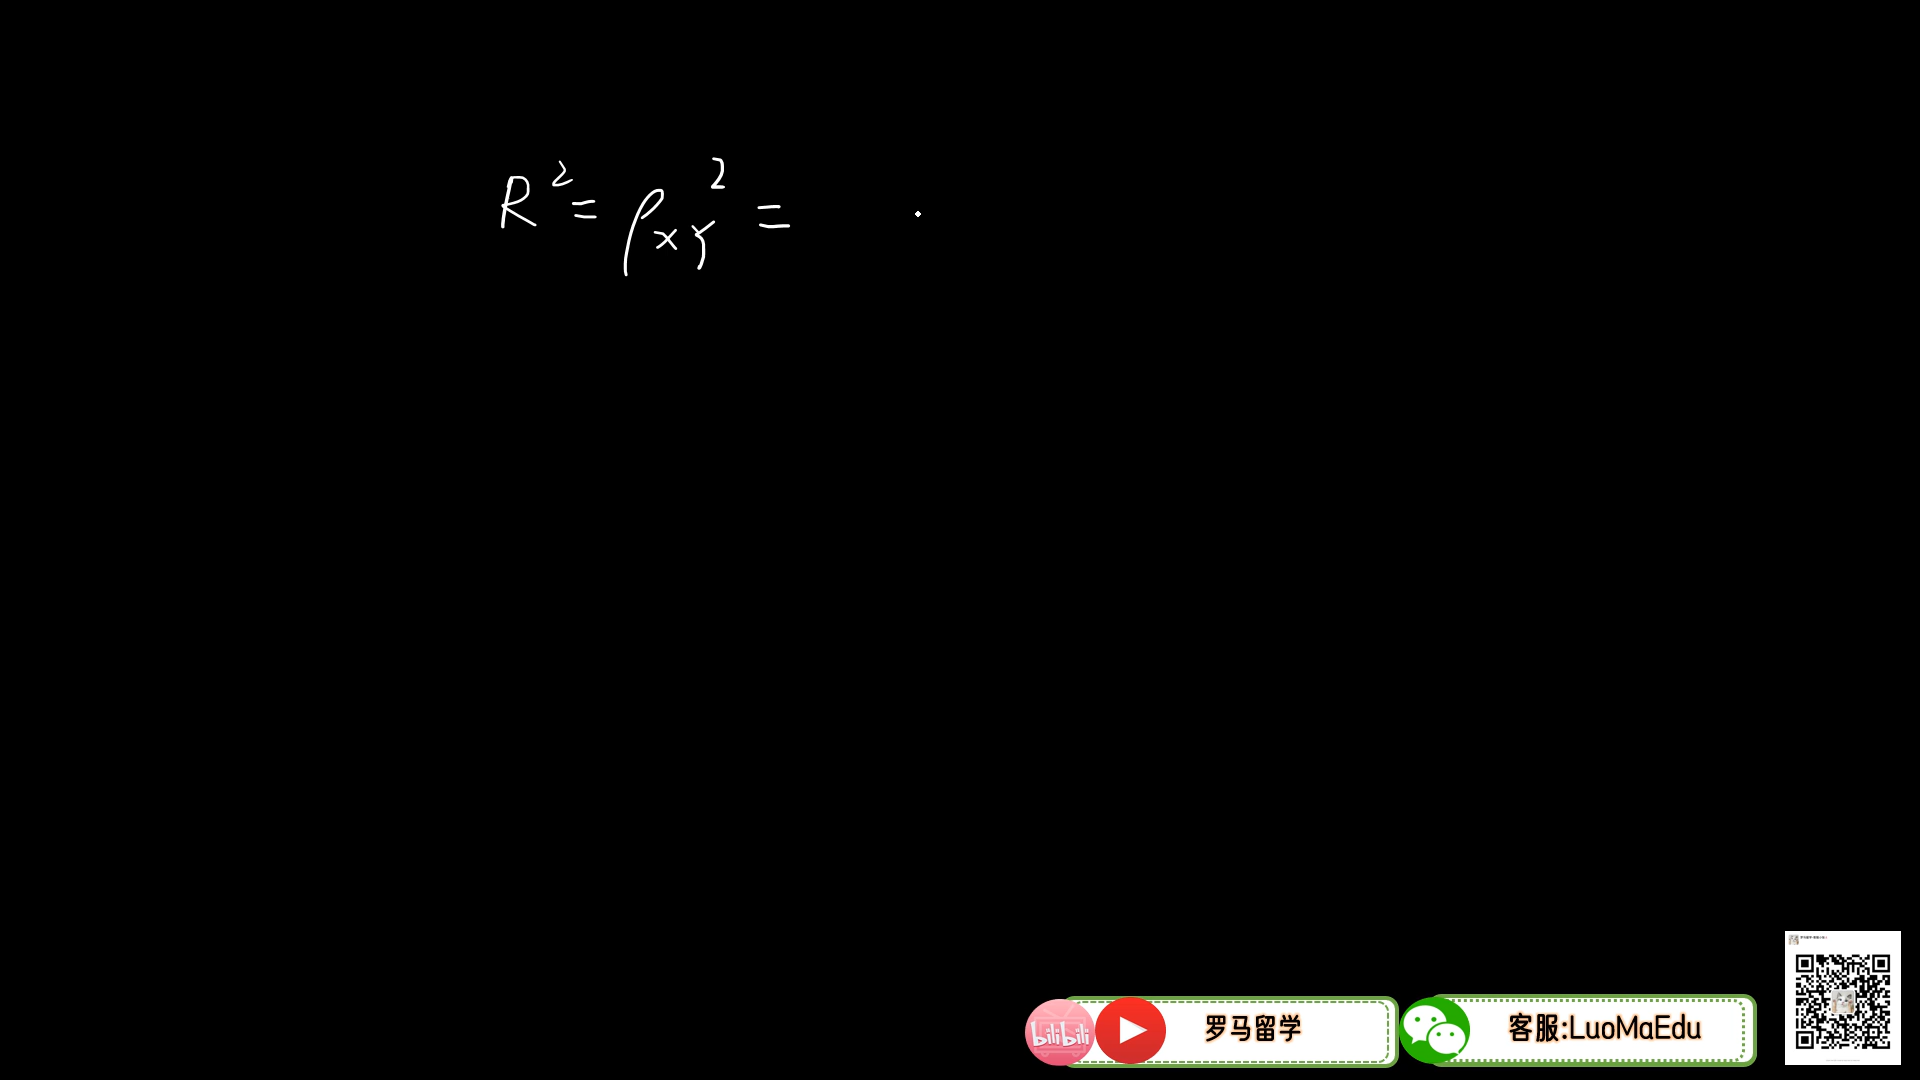 R² = ρxy² =
bilibili
罗马留学
客服:LuoMaEdu